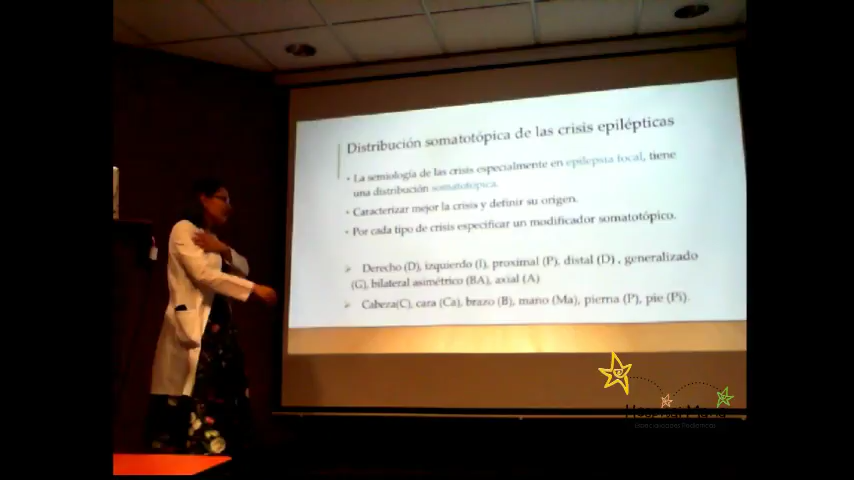 Distribución somatotópica de las crisis epilépticas
• La semiología de las crisis especialmente en epilepsia focal, tiene
una distribución somatotópica.
• Caracterizar mejor la crisis y definir su origen.
• Por cada tipo de crisis especificar un modificador somatotópico.
➢ Derecho (D), izquierdo (I), proximal (P), distal (D) , generalizado
(G), bilateral asimétrico (BA), axial (A)
➢ Cabeza(C), cara (Ca), brazo (B), mano (Ma), pierna (P), pie (Pi).
Hospital María